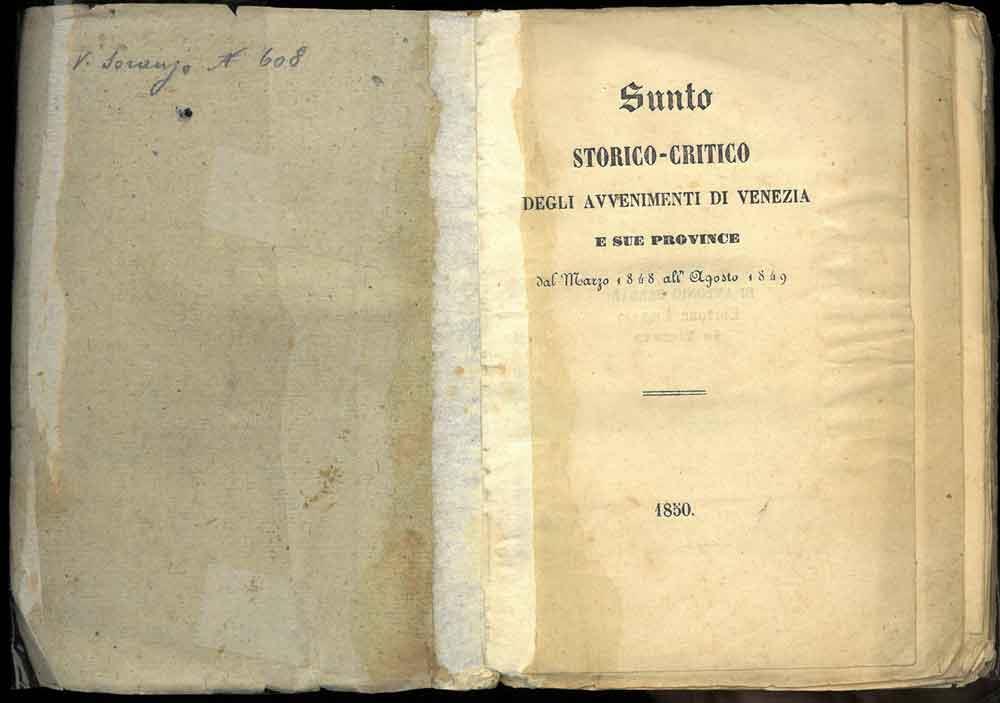 V. Soranzo N 608
Sunto
STORICO-CRITICO
DEGLI AVVENIMENTI DI VENEZIA
E SUE PROVINCE
dal Marzo 1848 all' Agosto 1849
1850.